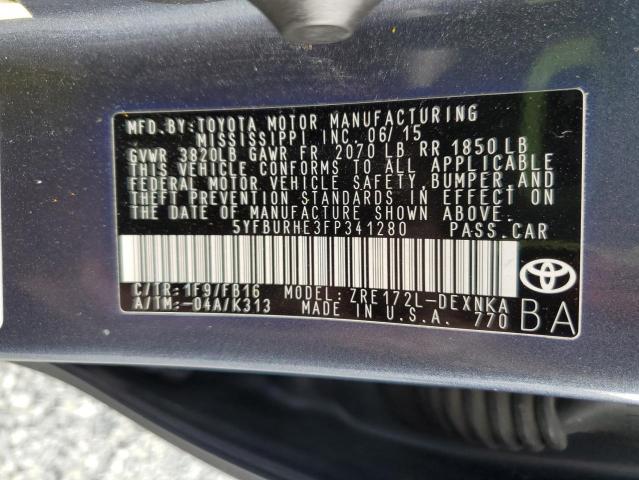 MFD.BY:TOYOTA MOTOR MANUFACTURING
MISSISSIPPI INC 06/15
GVWR 3820LB GAWR FR 2070 LB RR 1850 LB
THIS VEHICLE CONFORMS TO ALL APPLICABLE
FEDERAL MOTOR VEHICLE SAFETY,BUMPER,AND
THEFT PREVENTION STANDARDS IN EFFECT ON
THE DATE OF MANUFACTURE SHOWN ABOVE.
5YFBURHE3FP341280 PASS.CAR
C/TR:1F9/FB16 MODEL: ZRE172L-DEXNKA
A/TM:-04A/K313 MADE IN U.S.A. 770
BA